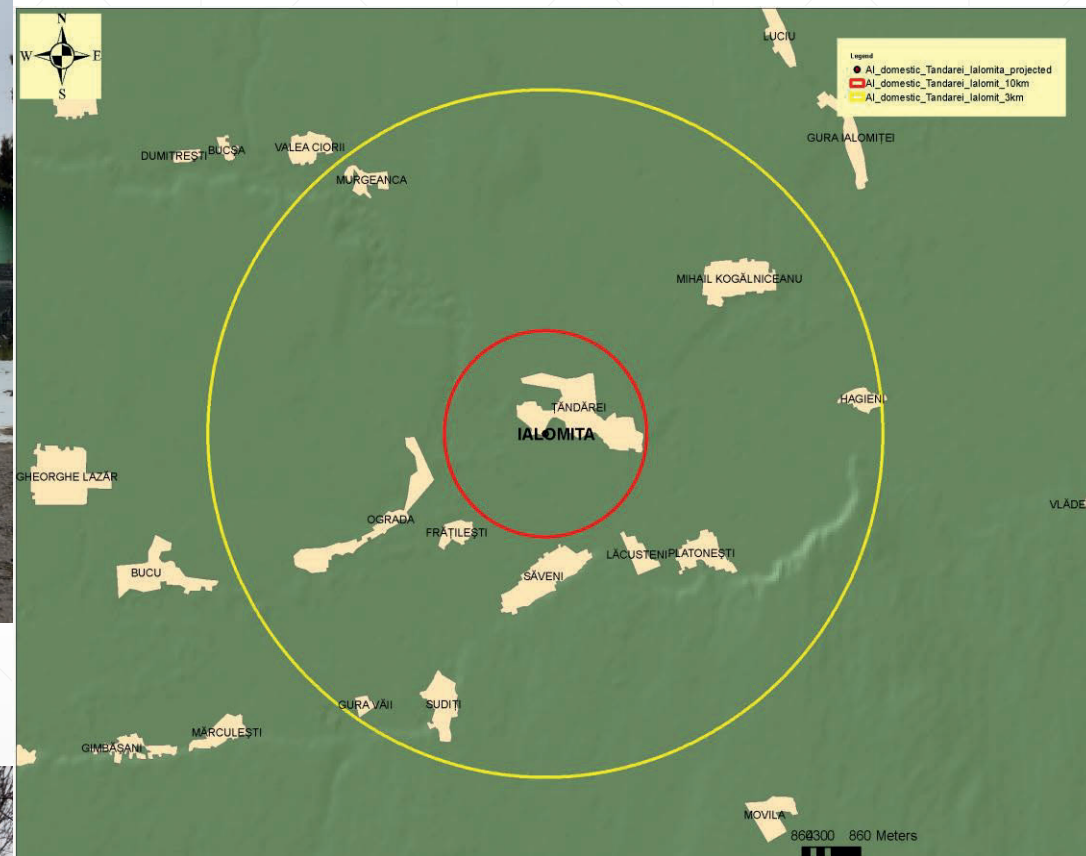 N
W E
S
LUCIU
Legend
AI_domestic_Tandarei_Ialomita_projected
AI_domestic_Tandarei_Ialomit_10km
AI_domestic_Tandarei_Ialomit_3km
GURA IALOMIȚEI
DUMITREȘTI
BUCȘA
VALEA CIORII
MURGEANCA
MIHAIL KOGĂLNICEANU
HAGIENI
ȚĂNDĂREI
IALOMITA
GHEORGHE LAZĂR
VLĂDE
OGRADA
FRĂȚILEȘTI
LĂCUSTENI
PLATONEȘTI
BUCU
SĂVENI
GURA VĂII
SUDIȚI
MĂRCULEȘTI
GIMBĂȘANI
MOVILA
860 Meters